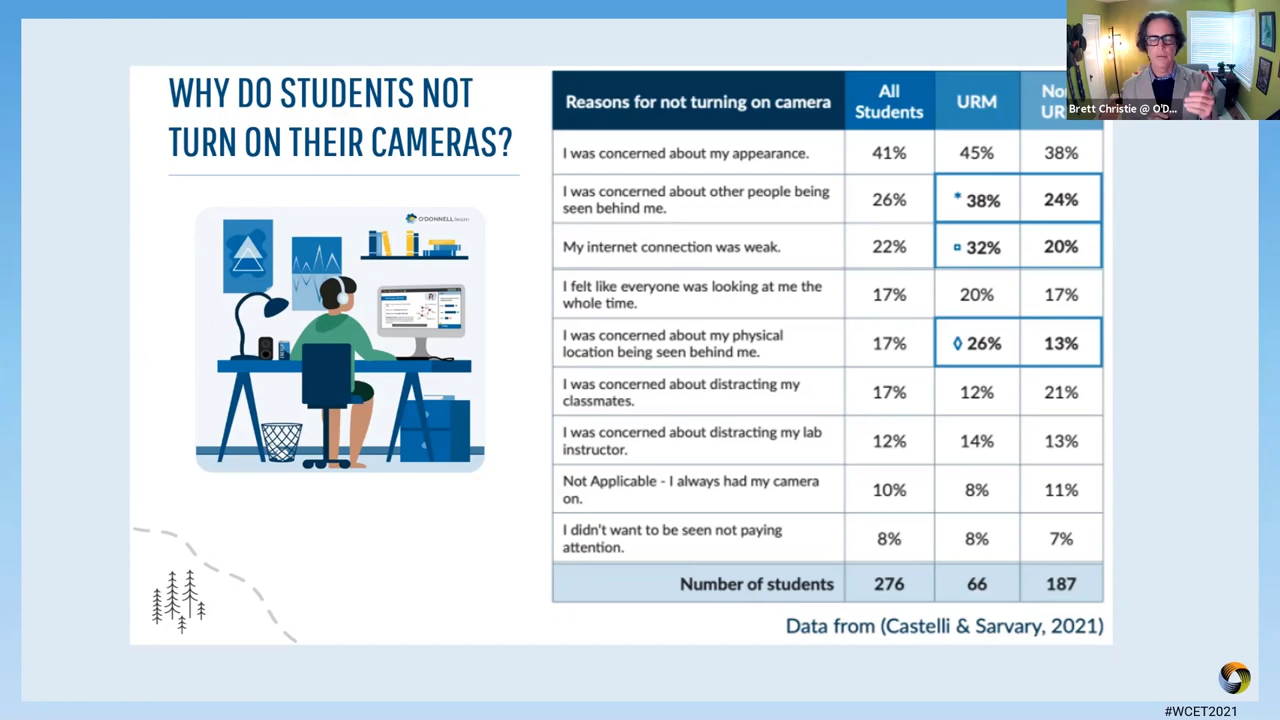 WHY DO STUDENTS NOT
TURN ON THEIR CAMERAS?
O'DONNELL learn
Reasons for not turning on camera
All
Students
URM
Brett Christie @ O'D...
I was concerned about my appearance.
41%
45%
38%
I was concerned about other people being
seen behind me.
26%
* 38%
24%
My internet connection was weak.
22%
¤ 32%
20%
I felt like everyone was looking at me the
whole time.
17%
20%
17%
I was concerned about my physical
location being seen behind me.
17%
◊ 26%
13%
I was concerned about distracting my
classmates.
17%
12%
21%
I was concerned about distracting my lab
instructor.
12%
14%
13%
Not Applicable - I always had my camera
on.
10%
8%
11%
I didn't want to be seen not paying
attention.
8%
8%
7%
Number of students
276
66
187
Data from (Castelli & Sarvary, 2021)
#WCET2021